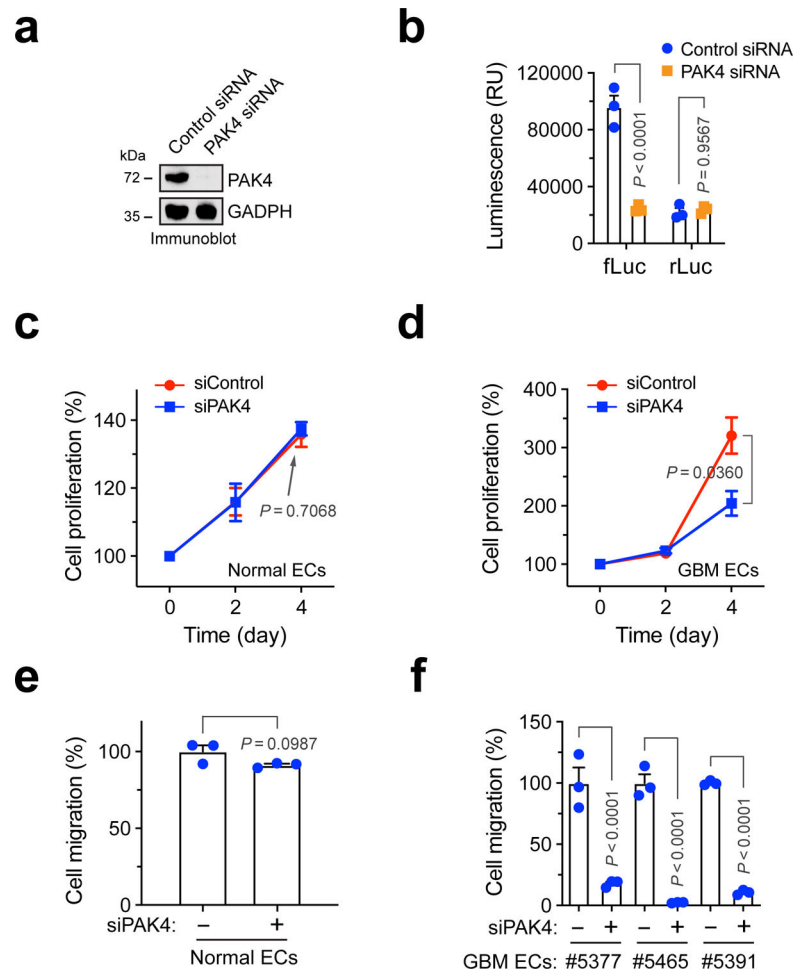 a
Control siRNA
PAK4 siRNA
kDa
72
PAK4
35
GADPH
Immunoblot
b
Control siRNA
PAK4 siRNA
Luminescence (RU)
120000
80000
40000
0
P < 0.0001
P = 0.9567
fLuc rLuc
c
siControl
siPAK4
Cell proliferation (%)
140
120
100
P = 0.7068
Normal ECs
0 2 4
Time (day)
d
siControl
siPAK4
Cell proliferation (%)
400
300
200
100
P = 0.0360
GBM ECs
0 2 4
Time (day)
e
Cell migration (%)
100
50
0
P = 0.0987
siPAK4: − +
Normal ECs
f
Cell migration (%)
150
100
50
0
P < 0.0001
P < 0.0001
P < 0.0001
siPAK4: − + − + − +
GBM ECs: #5377 #5465 #5391